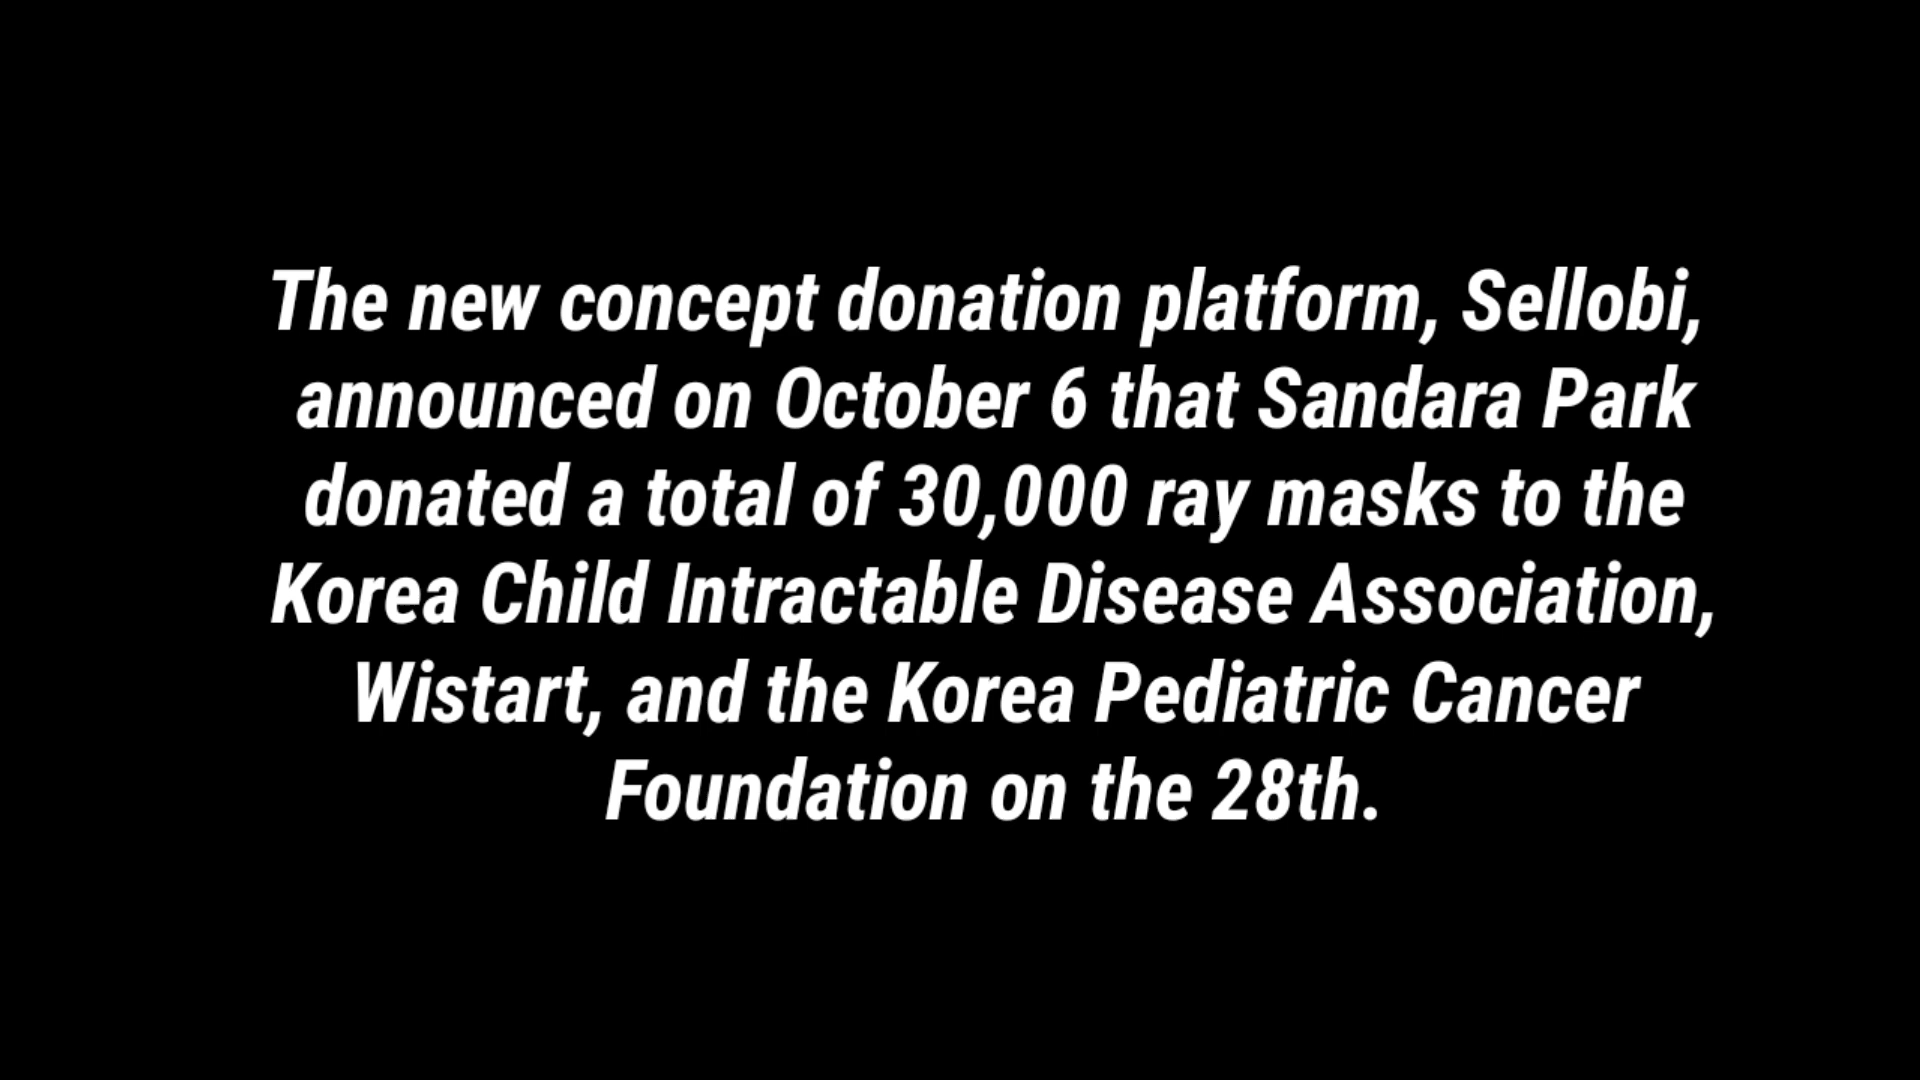 The new concept donation platform, Sellobi,
announced on October 6 that Sandara Park
donated a total of 30,000 ray masks to the
Korea Child Intractable Disease Association,
Wistart, and the Korea Pediatric Cancer
Foundation on the 28th.